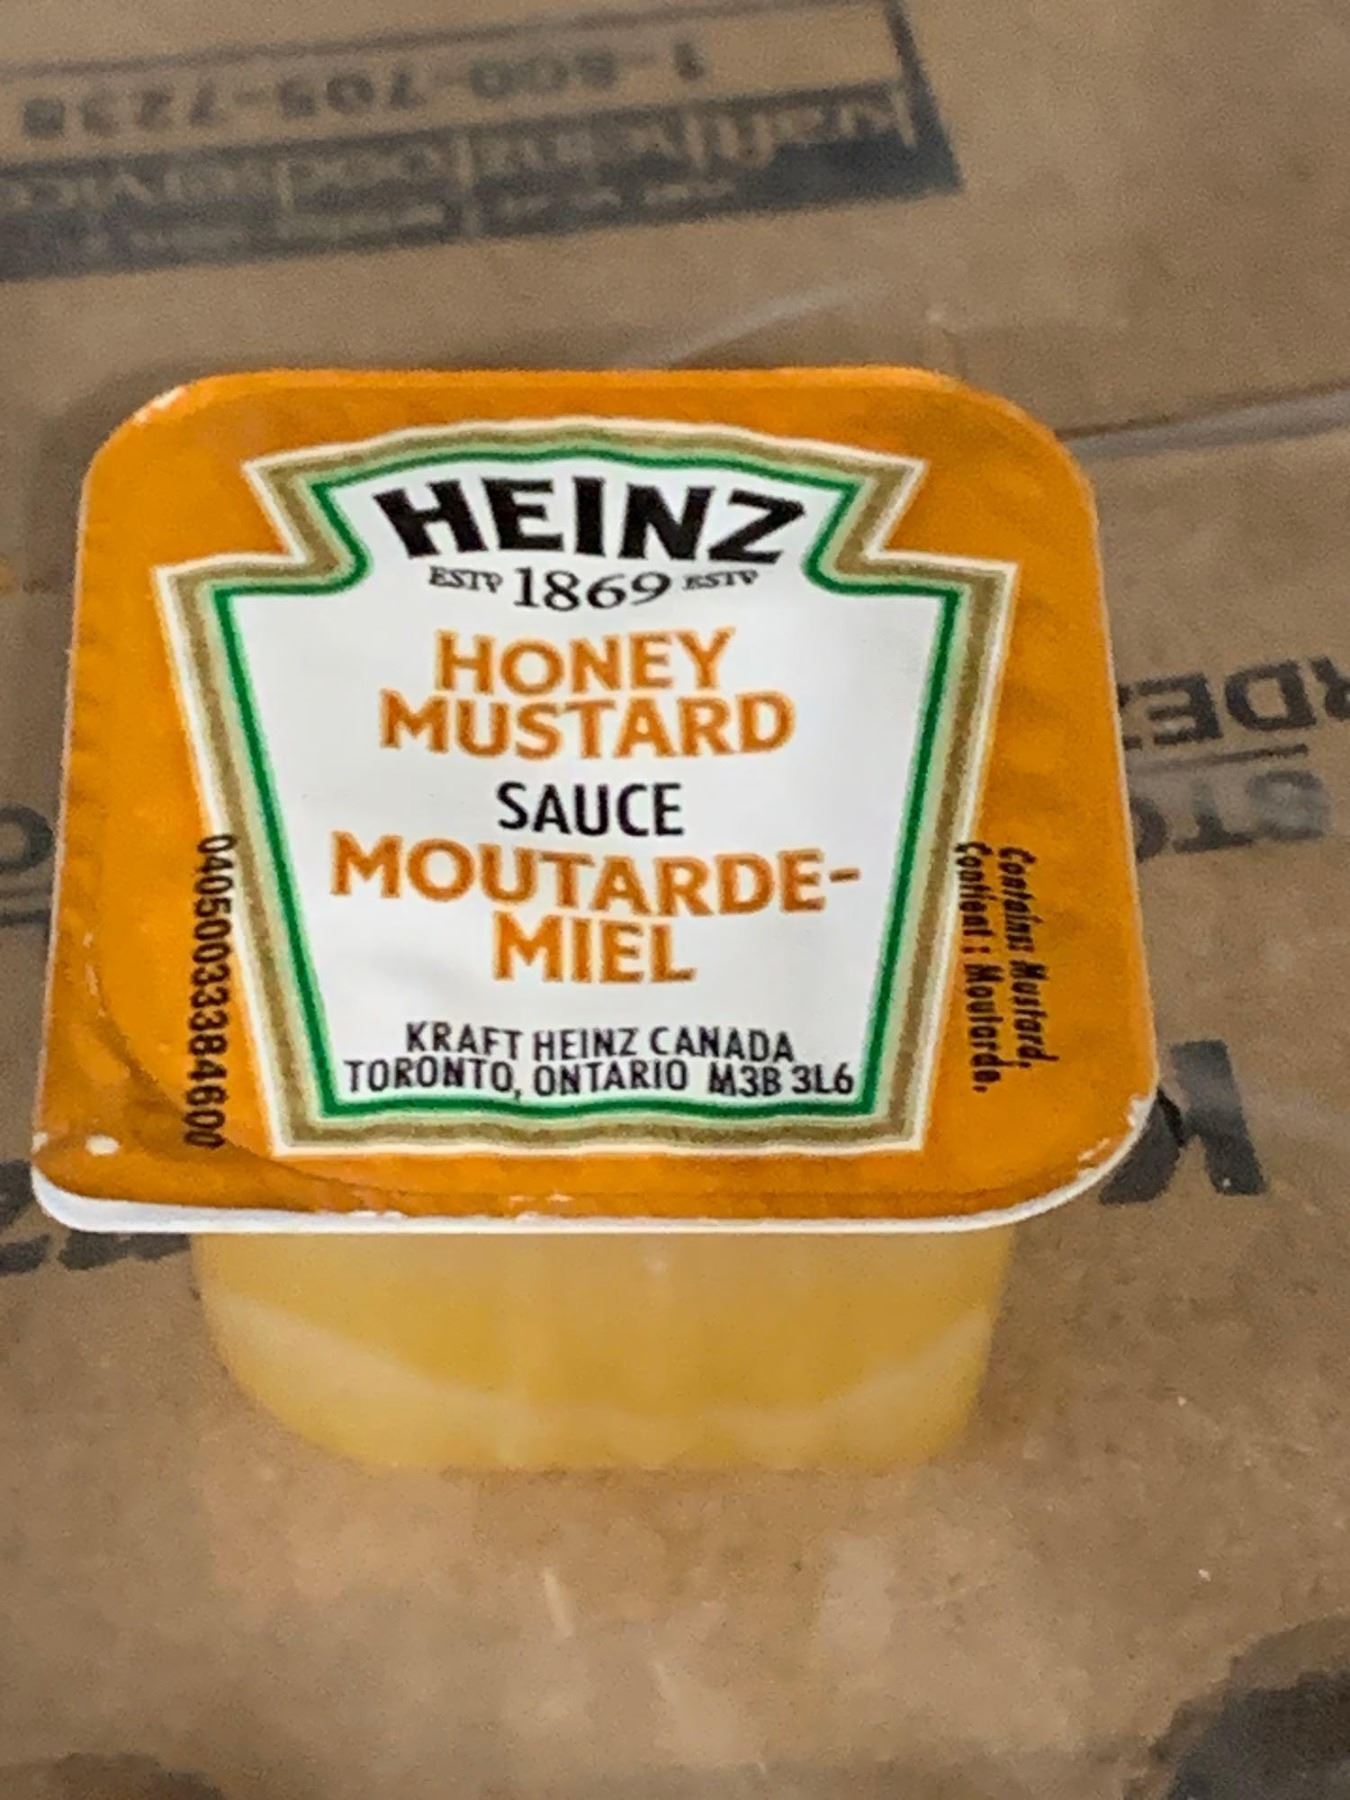 1-800-705-7238
HEINZ
ESTD 1869 ESTD
HONEY
MUSTARD
SAUCE
MOUTARDE-
MIEL
KRAFT HEINZ CANADA
TORONTO, ONTARIO M3B 3L6
04050033384600
Contains: Mustard.
Contient : Moutarde.